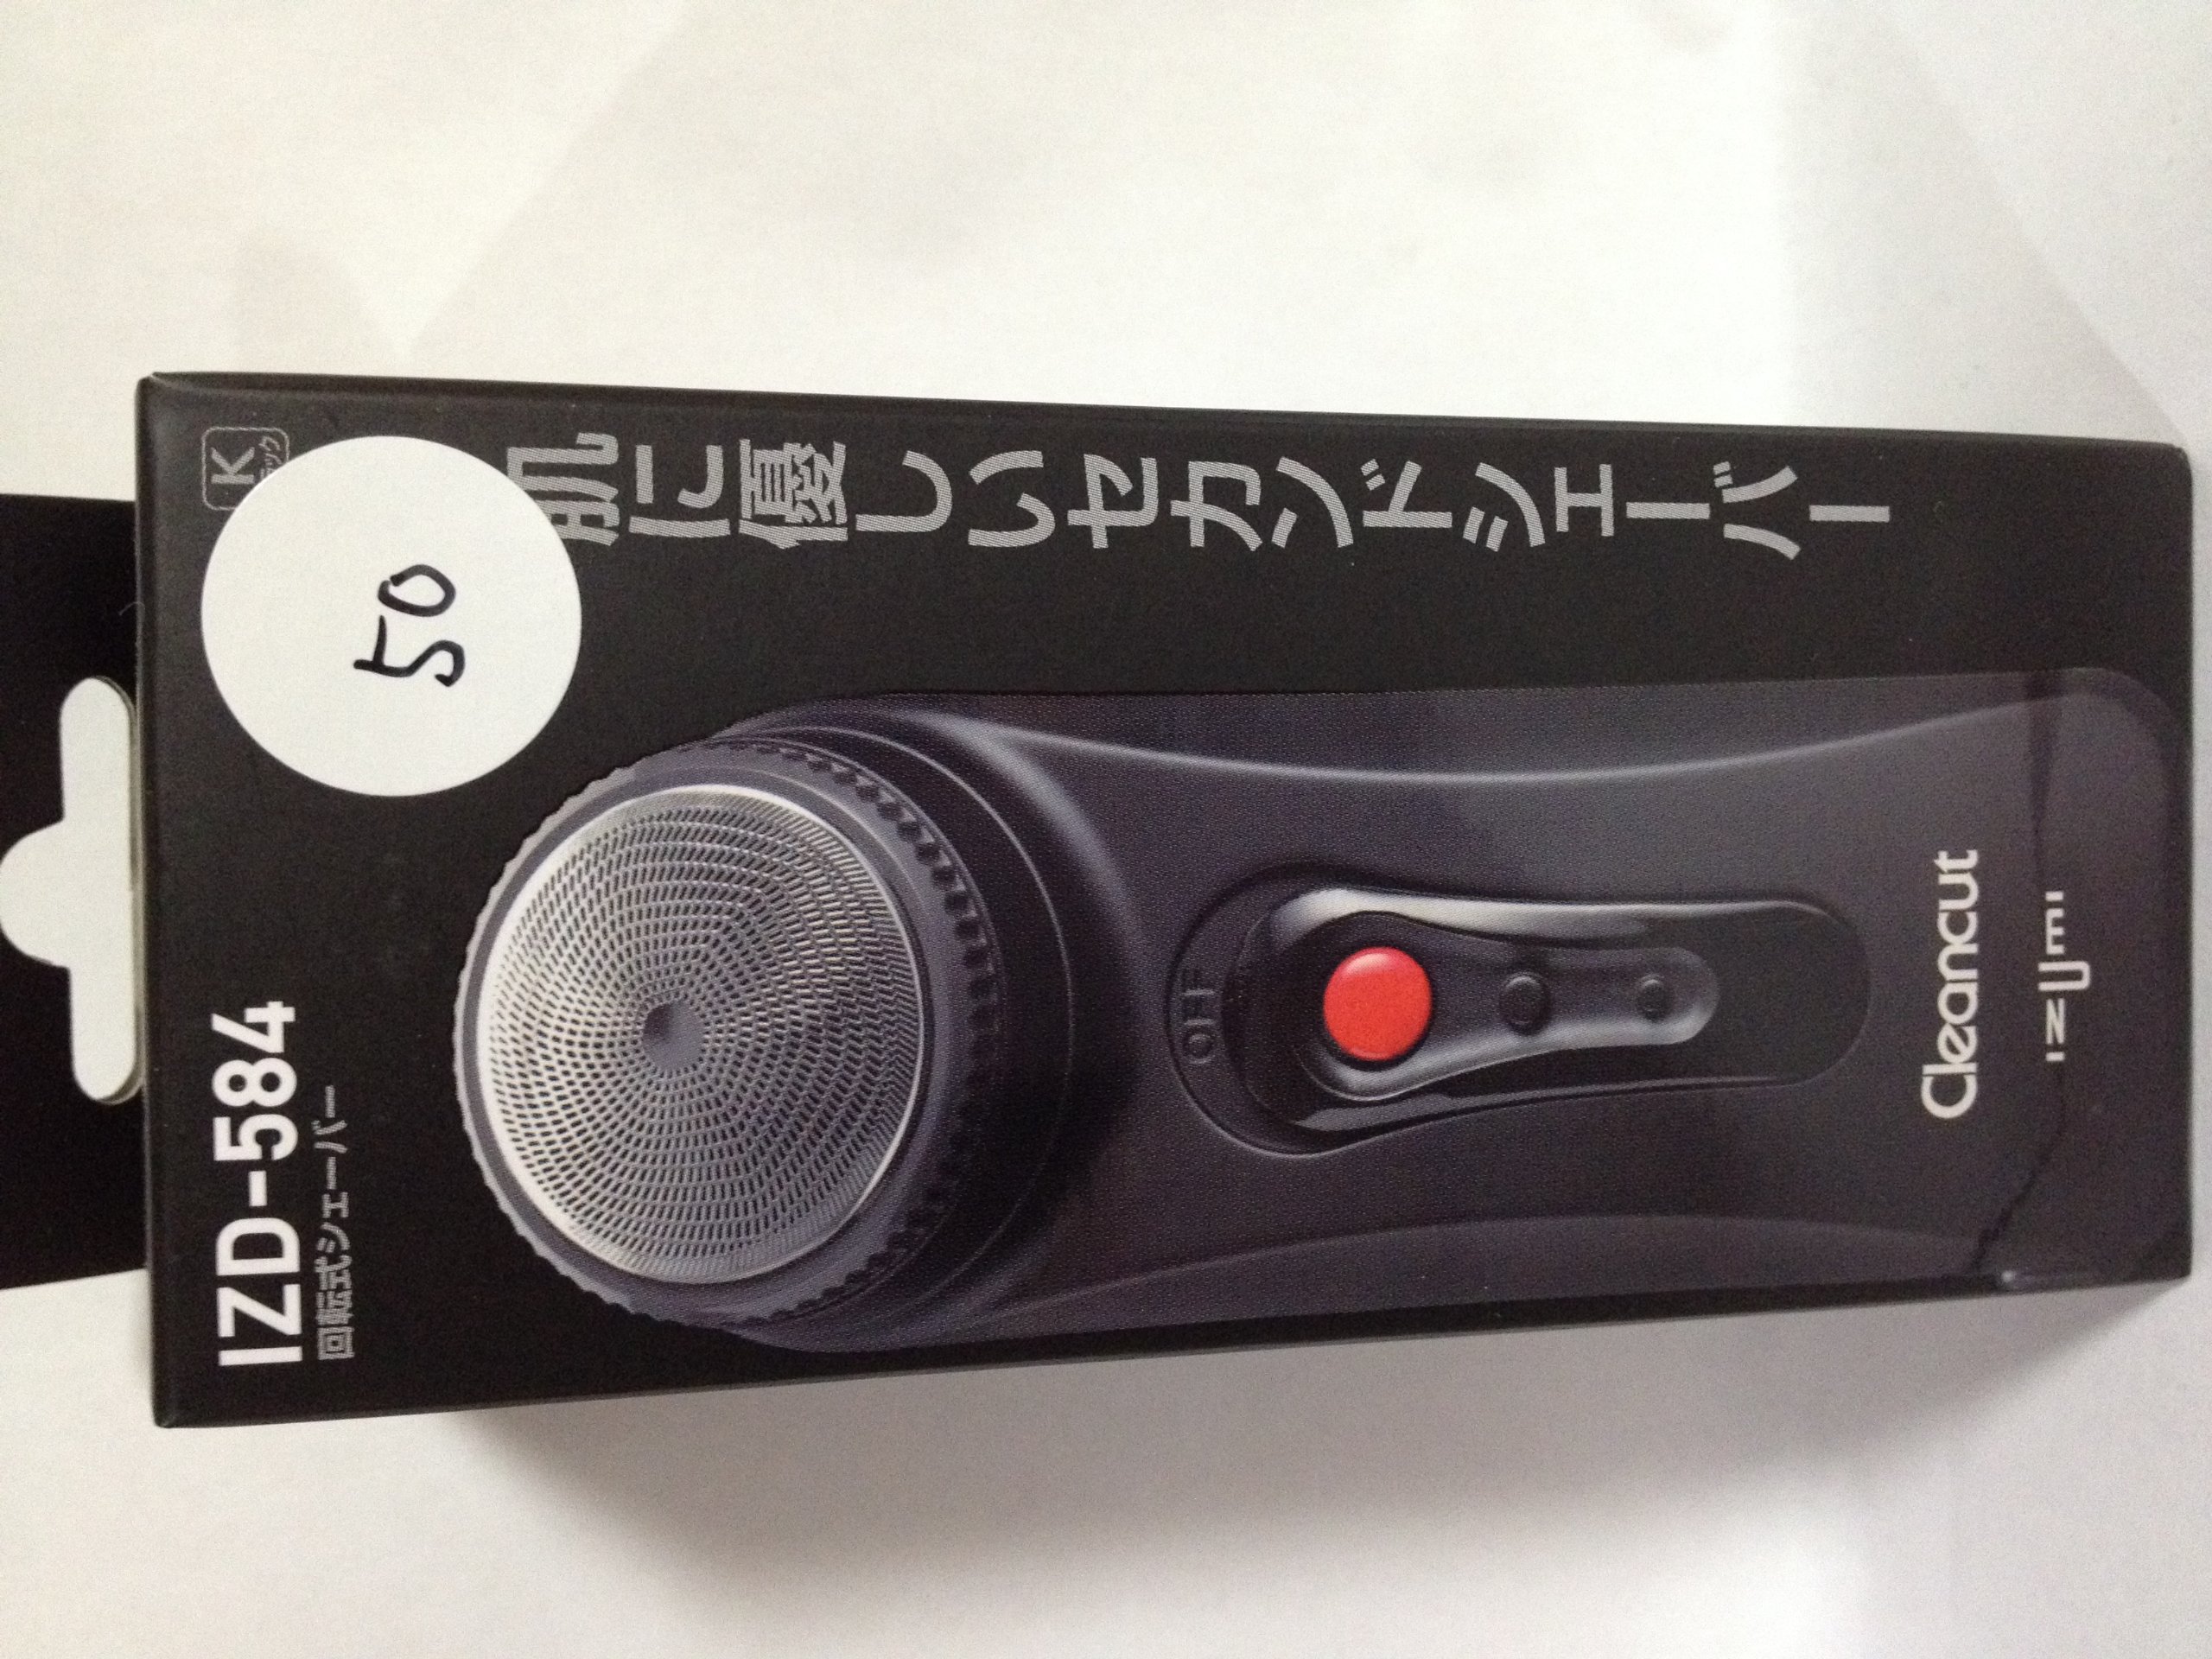 IZD-584
回転式シェーバー
K
50
肌に優しいセカンドシェーバー
OFF
Cleancut
IZUMI